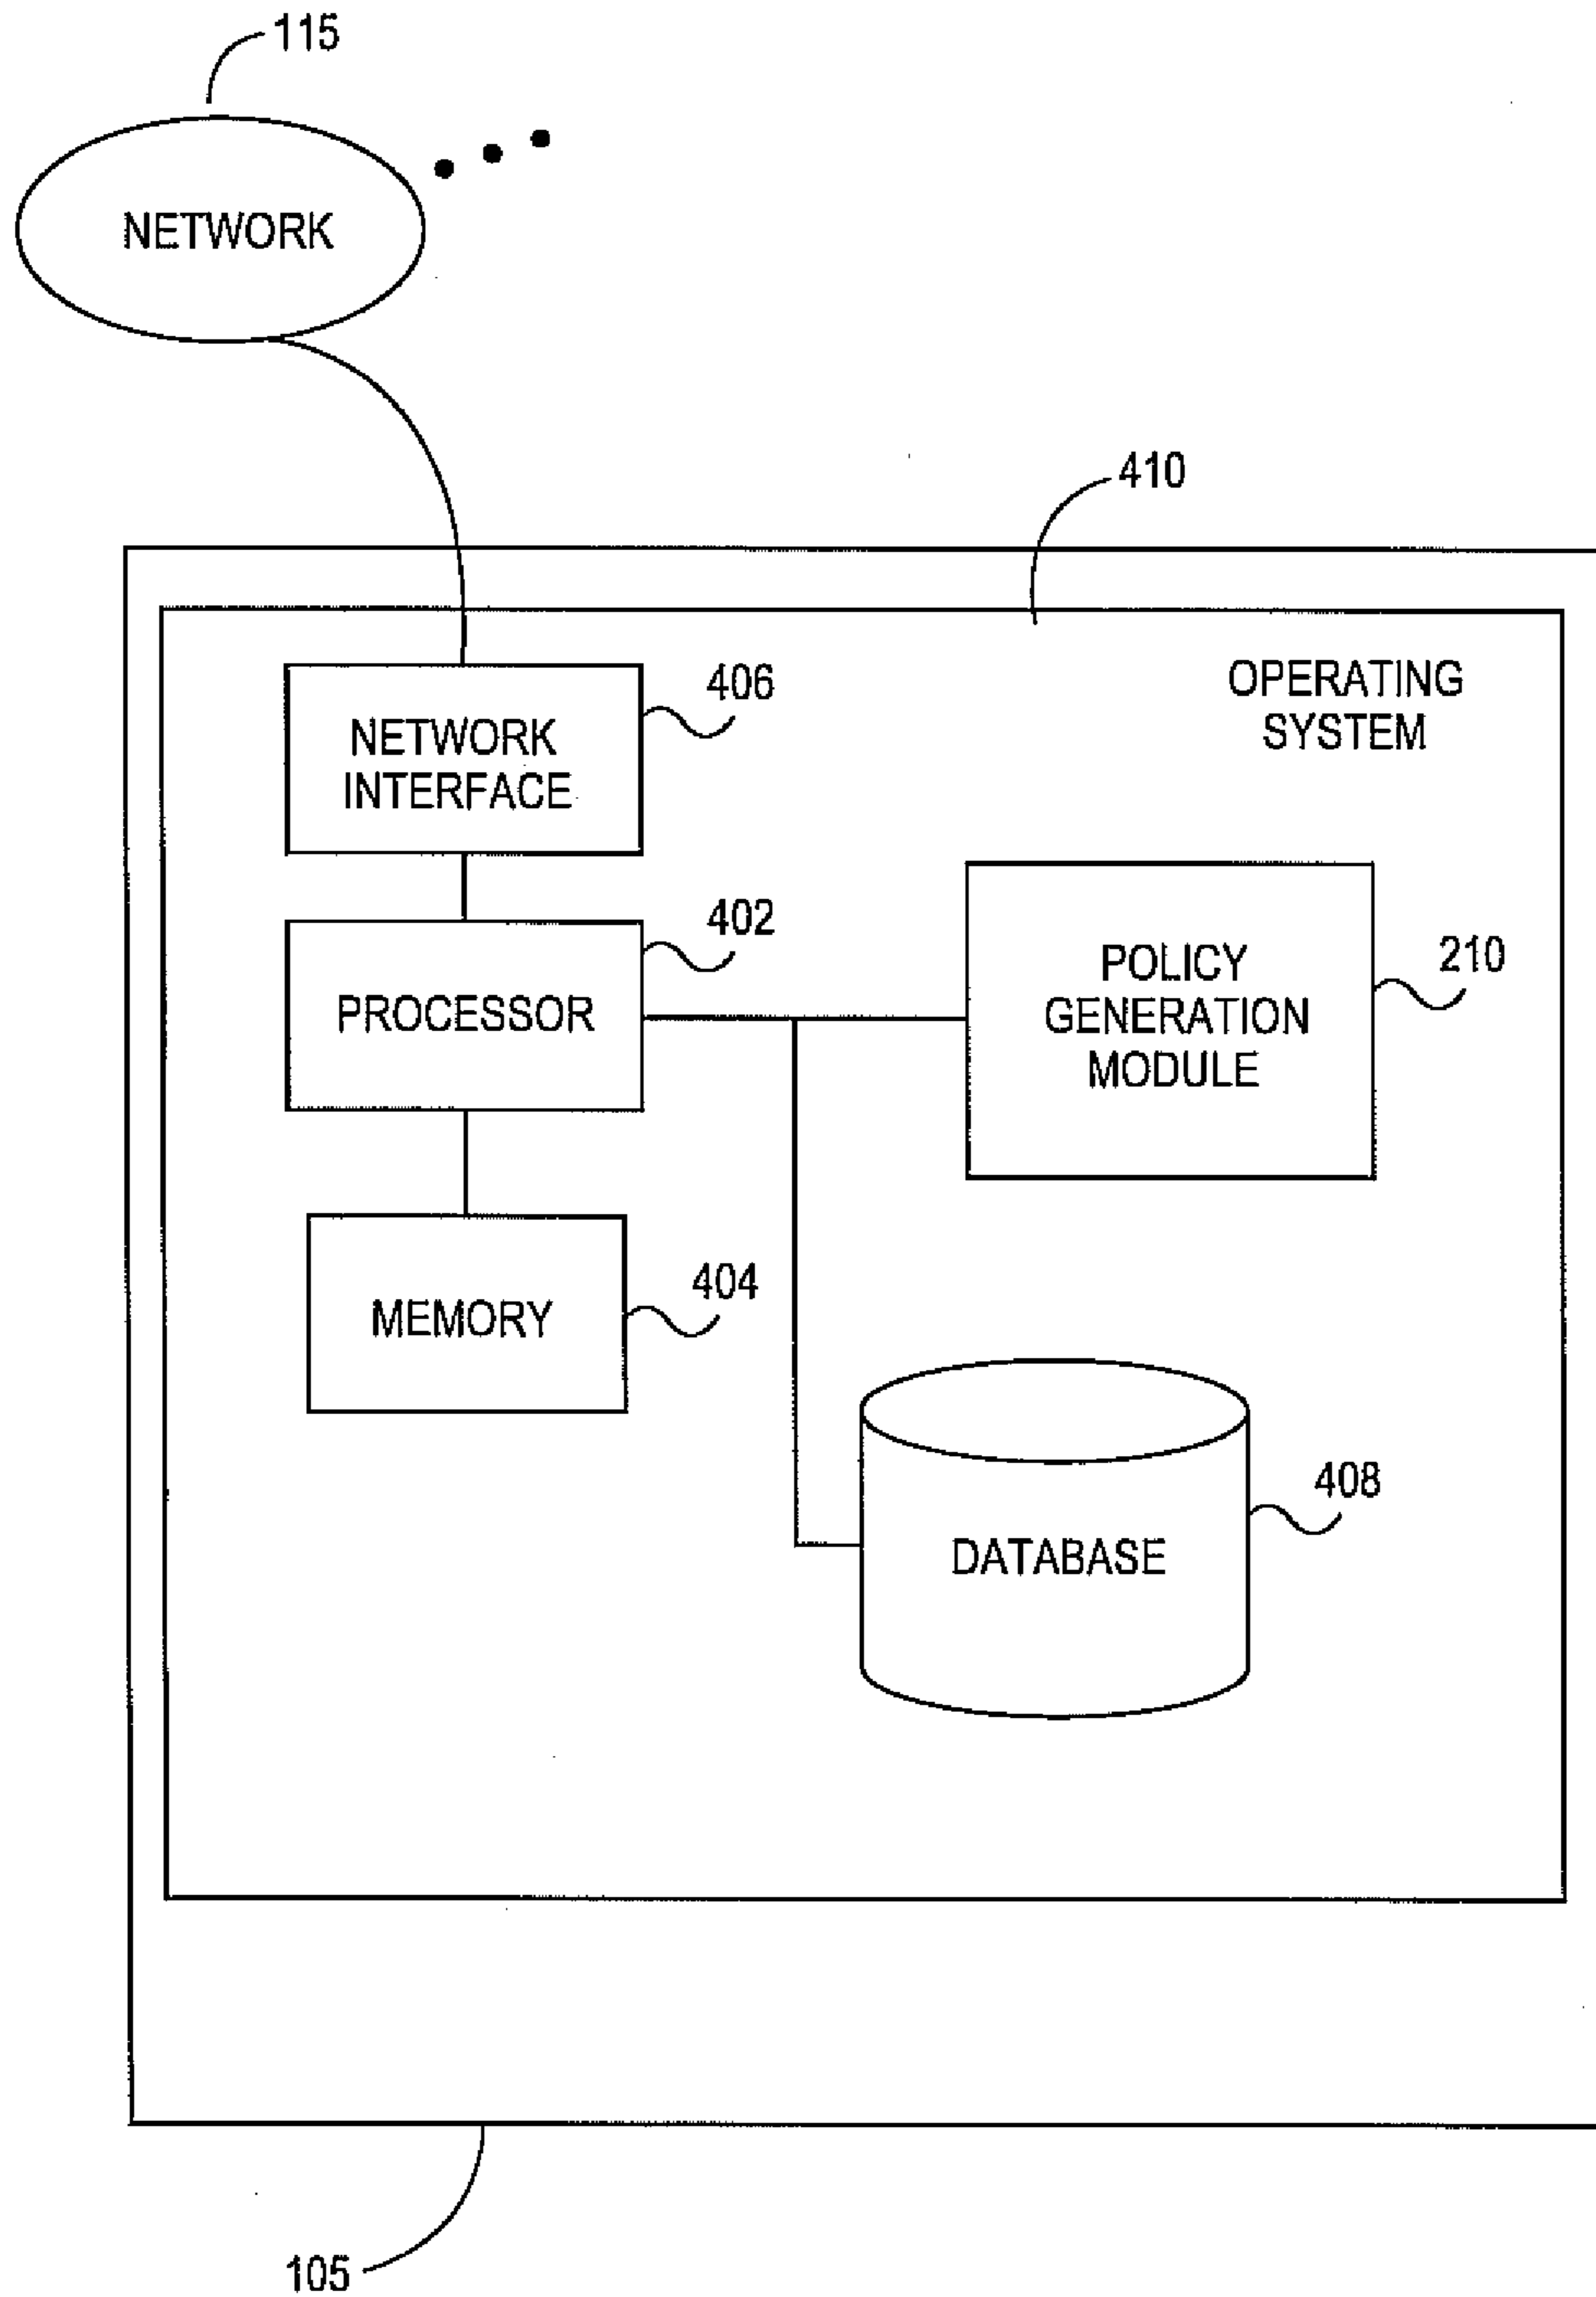 115
NETWORK
410
OPERATING
SYSTEM
406
NETWORK
INTERFACE
402
PROCESSOR
210
POLICY
GENERATION
MODULE
404
MEMORY
408
DATABASE
105